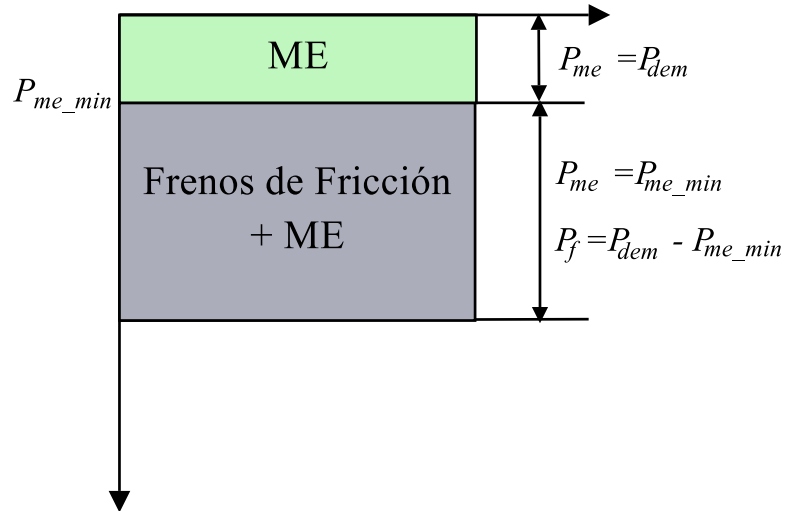 ME
P_me = P_dem
P_me_min
Frenos de Fricción
+ ME
P_me = P_me_min
P_f = P_dem - P_me_min